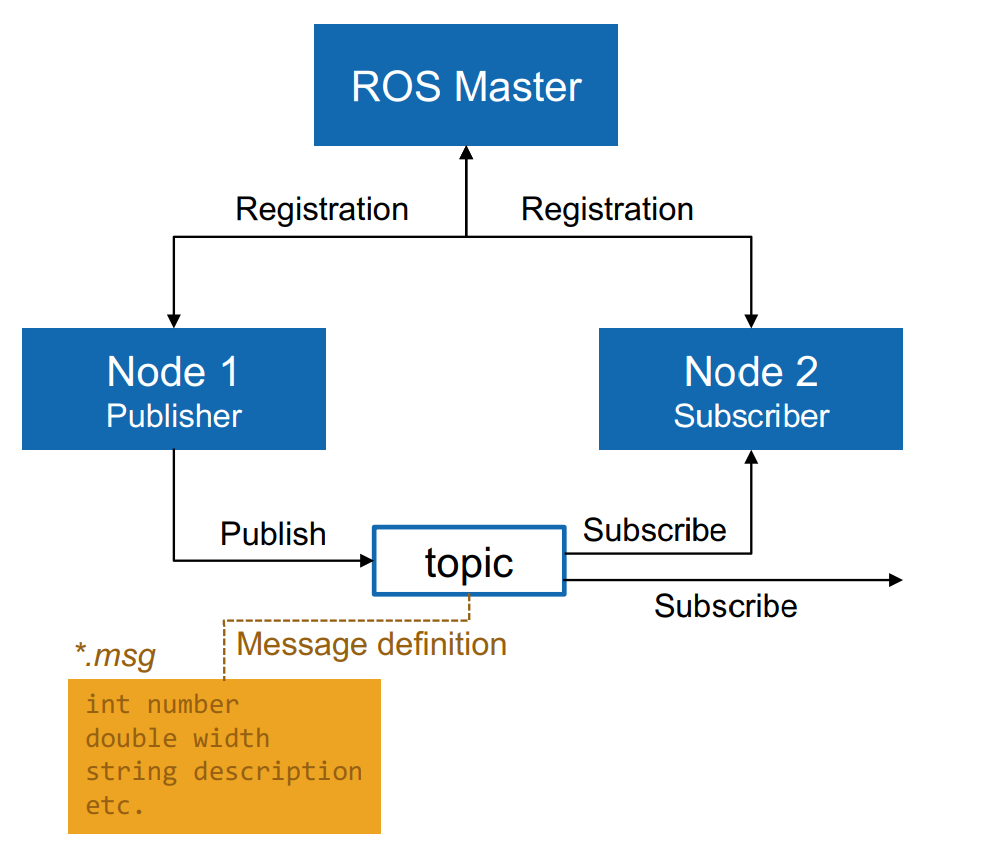 ROS Master
Registration
Registration
Node 1
Publisher
Node 2
Subscriber
Publish
topic
Subscribe
Subscribe
Message definition
*.msg
int number
double width
string description
etc.